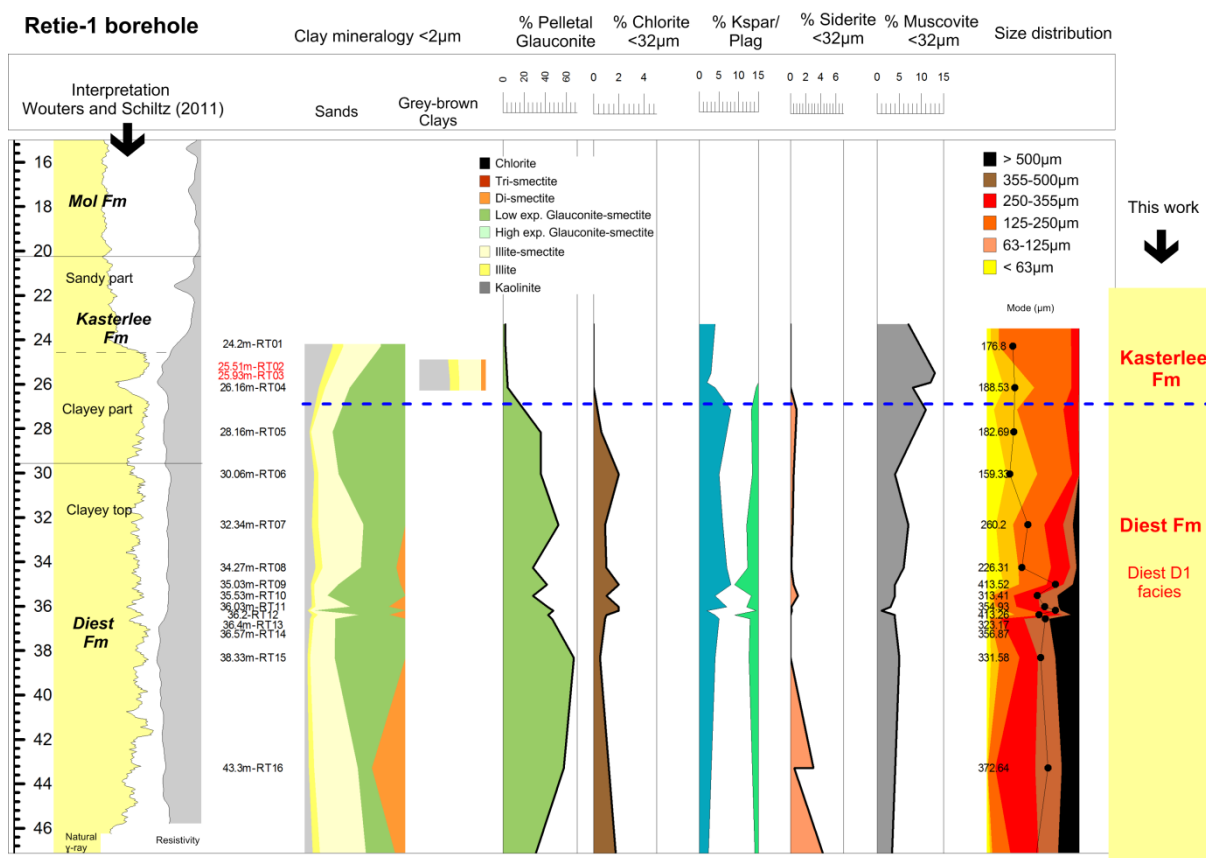 Retie-1 borehole
Interpretation
Wouters and Schiltz (2011)
Clay mineralogy <2µm
Sands
Grey-brown
Clays
% Pelletal
Glauconite
0
20
40
60
% Chlorite
<32µm
0
2
4
% Kspar/
Plag
0
5
10
15
% Siderite
<32µm
0
2
4
6
% Muscovite
<32µm
0
5
10
15
Size distribution
16
18
20
22
24
26
28
30
32
34
36
38
40
42
44
46
Mol Fm
Sandy part
Kasterlee
Fm
Clayey part
Clayey top
Diest
Fm
Natural
γ-ray
Resistivity
Chlorite
Tri-smectite
Di-smectite
Low exp. Glauconite-smectite
High exp. Glauconite-smectite
Illite-smectite
Illite
Kaolinite
24.2m-RT01
25.51m-RT02
25.93m-RT03
26.16m-RT04
28.16m-RT05
30.06m-RT06
32.34m-RT07
34.27m-RT08
35.03m-RT09
35.53m-RT10
36.03m-RT11
36.2-RT12
36.4m-RT13
36.57m-RT14
38.33m-RT15
43.3m-RT16
> 500µm
355-500µm
250-355µm
125-250µm
63-125µm
< 63µm
Mode (µm)
176.8
188.53
182.69
159.33
260.2
226.31
413.52
313.41
354.93
413.26
323.17
356.87
331.58
372.64
This work
Kasterlee
Fm
Diest Fm
Diest D1
facies